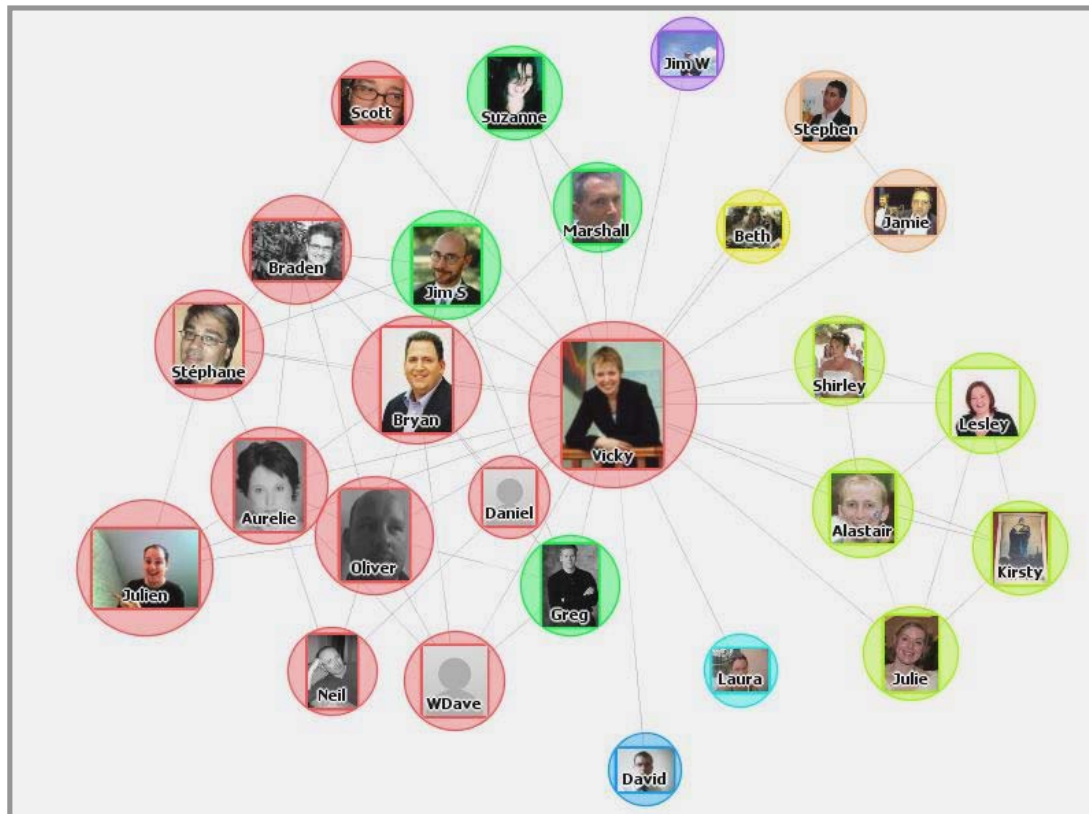 Jim W
Scott
Suzanne
Stephen
Marshall
Beth
Jamie
Braden
Jim S
Stéphane
Shirley
Bryan
Lesley
Vicky
Daniel
Aurelie
Alastair
Oliver
Kirsty
Julien
Greg
Neil
WDave
Laura
Julie
David